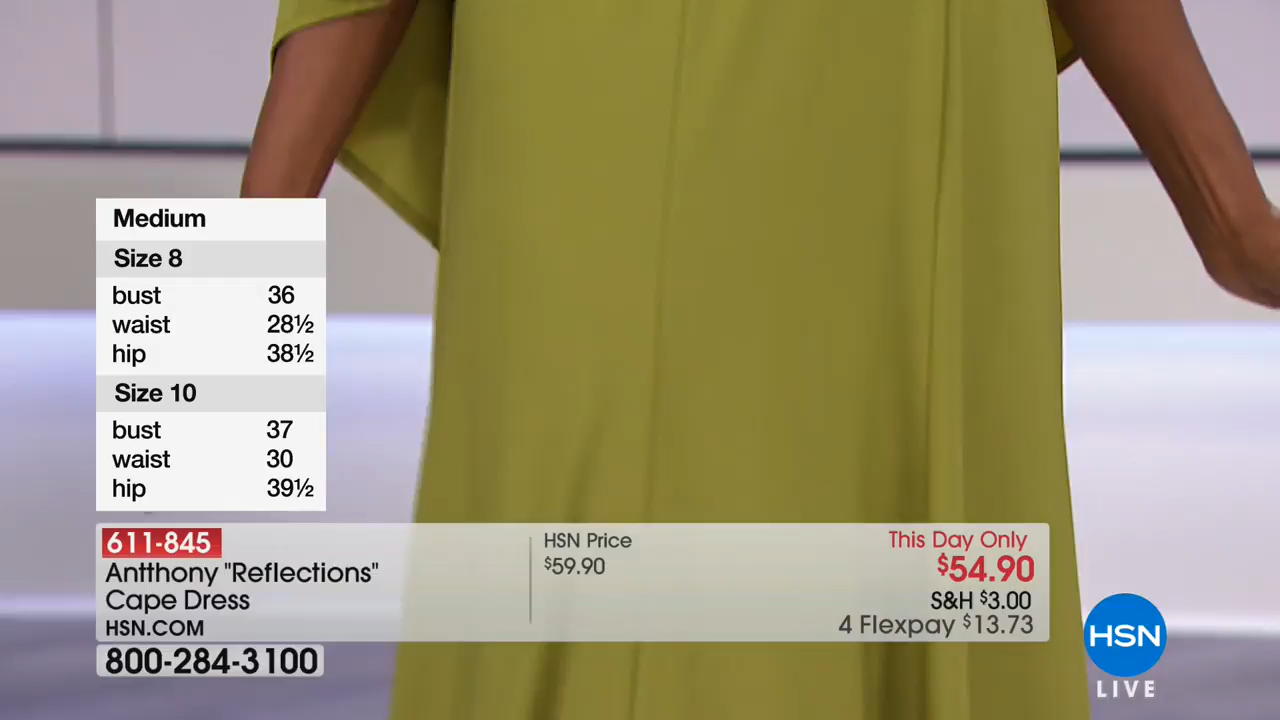 Medium
Size 8
bust 36
waist 28½
hip 38½
Size 10
bust 37
waist 30
hip 39½
611-845
Antthony "Reflections"
Cape Dress
HSN.COM
800-284-3100
HSN Price
$59.90
This Day Only
$54.90
S&H $3.00
4 Flexpay $13.73
HSN
LIVE